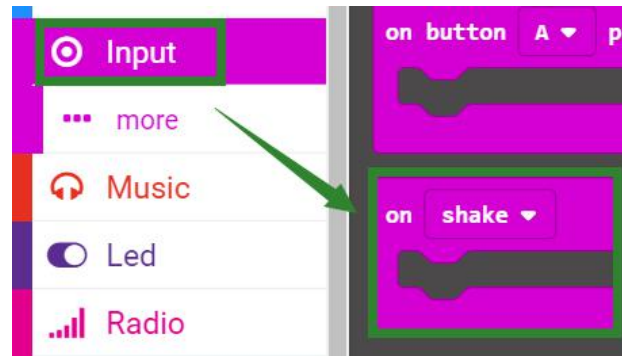 Input
more
Music
Led
Radio
on button A p
on shake